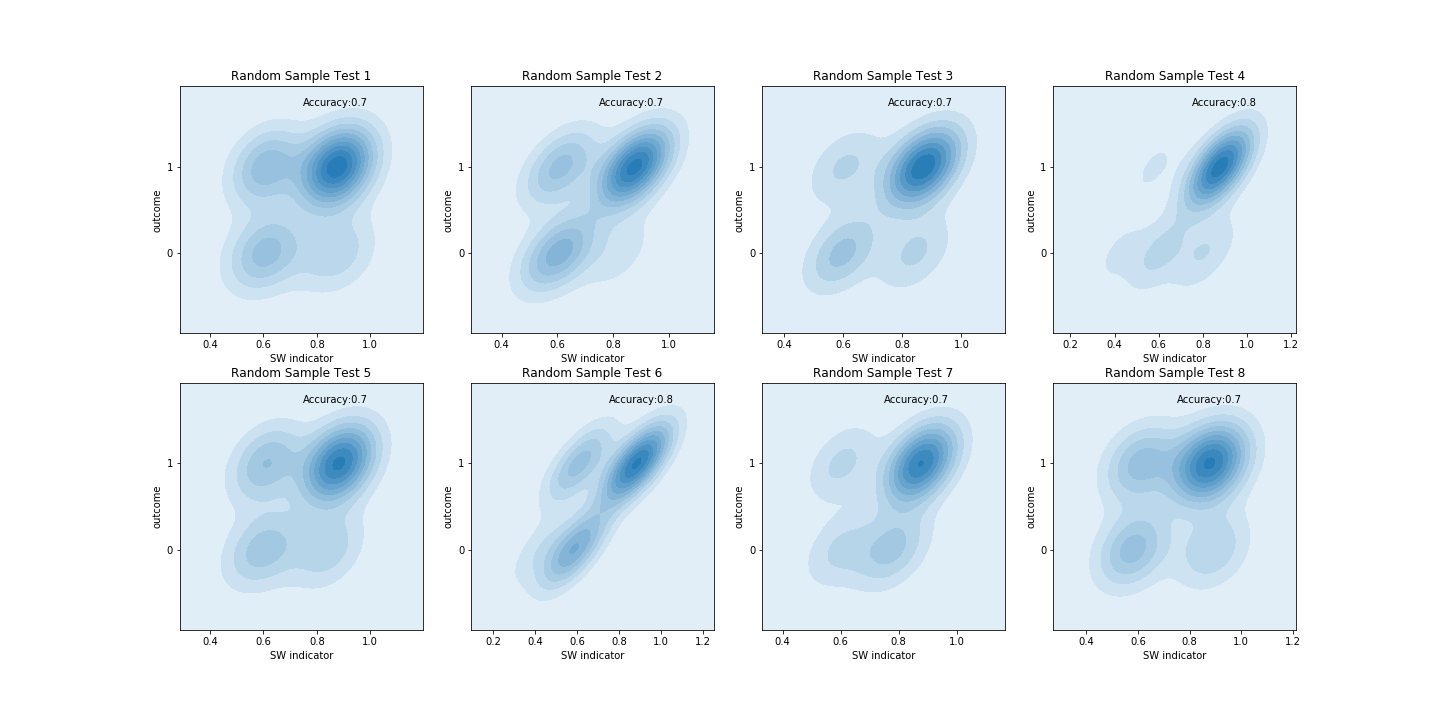 Random Sample Test 1
Random Sample Test 2
Random Sample Test 3
Random Sample Test 4
Accuracy:0.7
Accuracy:0.7
Accuracy:0.7
Accuracy:0.8
outcome
1
0
outcome
1
0
outcome
1
0
outcome
1
0
0.4 0.6 0.8 1.0
0.4 0.6 0.8 1.0
0.4 0.6 0.8 1.0
0.2 0.4 0.6 0.8 1.0 1.2
SW indicator
SW indicator
SW indicator
SW indicator
Random Sample Test 5
Random Sample Test 6
Random Sample Test 7
Random Sample Test 8
Accuracy:0.7
Accuracy:0.8
Accuracy:0.7
Accuracy:0.7
outcome
1
0
outcome
1
0
outcome
1
0
outcome
1
0
0.4 0.6 0.8 1.0
0.2 0.4 0.6 0.8 1.0 1.2
0.4 0.6 0.8 1.0
0.4 0.6 0.8 1.0 1.2
SW indicator
SW indicator
SW indicator
SW indicator